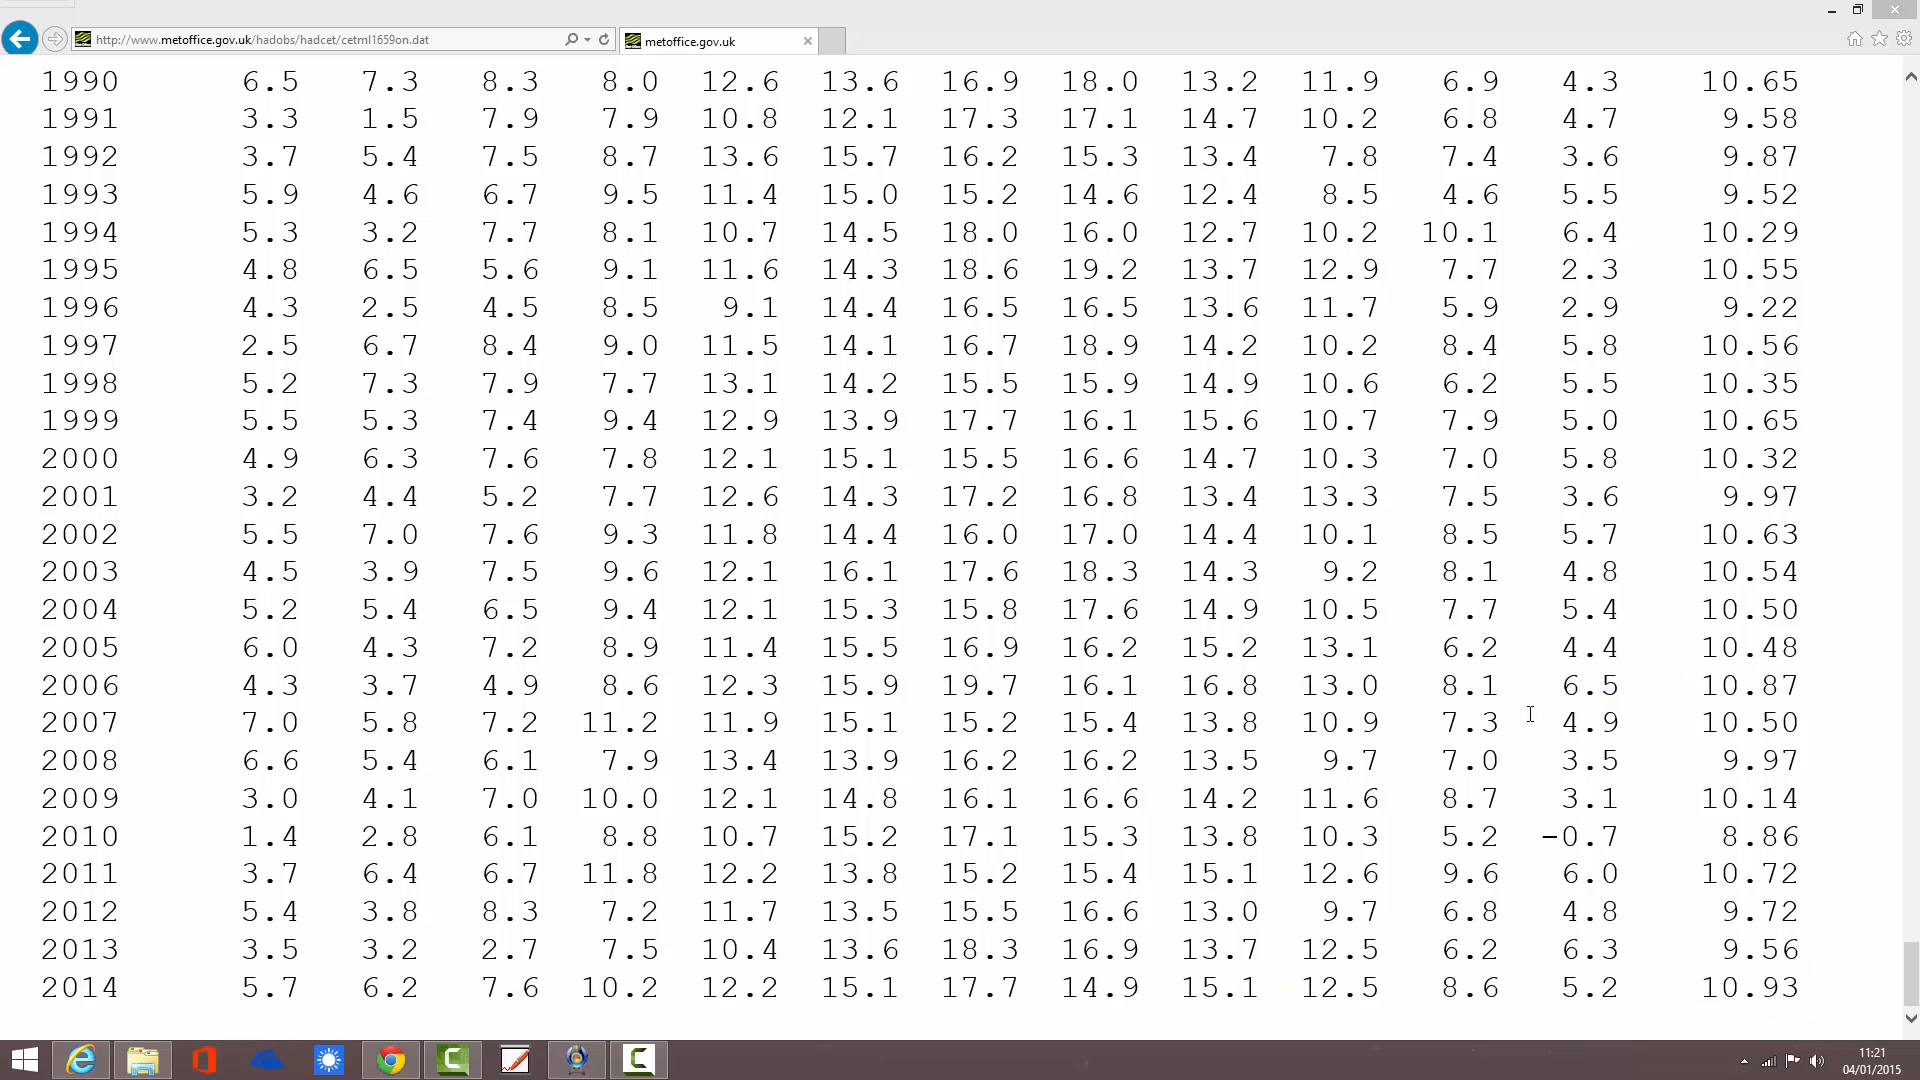 http://www.metoffice.gov.uk/hadobs/hadcet/cetml1659on.dat
metoffice.gov.uk
1990 6.5 7.3 8.3 8.0 12.6 13.6 16.9 18.0 13.2 11.9 6.9 4.3 10.65
1991 3.3 1.5 7.9 7.9 10.8 12.1 17.3 17.1 14.7 10.2 6.8 4.7 9.58
1992 3.7 5.4 7.5 8.7 13.6 15.7 16.2 15.3 13.4 7.8 7.4 3.6 9.87
1993 5.9 4.6 6.7 9.5 11.4 15.0 15.2 14.6 12.4 8.5 4.6 5.5 9.52
1994 5.3 3.2 7.7 8.1 10.7 14.5 18.0 16.0 12.7 10.2 10.1 6.4 10.29
1995 4.8 6.5 5.6 9.1 11.6 14.3 18.6 19.2 13.7 12.9 7.7 2.3 10.55
1996 4.3 2.5 4.5 8.5 9.1 14.4 16.5 16.5 13.6 11.7 5.9 2.9 9.22
1997 2.5 6.7 8.4 9.0 11.5 14.1 16.7 18.9 14.2 10.2 8.4 5.8 10.56
1998 5.2 7.3 7.9 7.7 13.1 14.2 15.5 15.9 14.9 10.6 6.2 5.5 10.35
1999 5.5 5.3 7.4 9.4 12.9 13.9 17.7 16.1 15.6 10.7 7.9 5.0 10.65
2000 4.9 6.3 7.6 7.8 12.1 15.1 15.5 16.6 14.7 10.3 7.0 5.8 10.32
2001 3.2 4.4 5.2 7.7 12.6 14.3 17.2 16.8 13.4 13.3 7.5 3.6 9.97
2002 5.5 7.0 7.6 9.3 11.8 14.4 16.0 17.0 14.4 10.1 8.5 5.7 10.63
2003 4.5 3.9 7.5 9.6 12.1 16.1 17.6 18.3 14.3 9.2 8.1 4.8 10.54
2004 5.2 5.4 6.5 9.4 12.1 15.3 15.8 17.6 14.9 10.5 7.7 5.4 10.50
2005 6.0 4.3 7.2 8.9 11.4 15.5 16.9 16.2 15.2 13.1 6.2 4.4 10.48
2006 4.3 3.7 4.9 8.6 12.3 15.9 19.7 16.1 16.8 13.0 8.1 6.5 10.87
2007 7.0 5.8 7.2 11.2 11.9 15.1 15.2 15.4 13.8 10.9 7.3 4.9 10.50
2008 6.6 5.4 6.1 7.9 13.4 13.9 16.2 16.2 13.5 9.7 7.0 3.5 9.97
2009 3.0 4.1 7.0 10.0 12.1 14.8 16.1 16.6 14.2 11.6 8.7 3.1 10.14
2010 1.4 2.8 6.1 8.8 10.7 15.2 17.1 15.3 13.8 10.3 5.2 -0.7 8.86
2011 3.7 6.4 6.7 11.8 12.2 13.8 15.2 15.4 15.1 12.6 9.6 6.0 10.72
2012 5.4 3.8 8.3 7.2 11.7 13.5 15.5 16.6 13.0 9.7 6.8 4.8 9.72
2013 3.5 3.2 2.7 7.5 10.4 13.6 18.3 16.9 13.7 12.5 6.2 6.3 9.56
2014 5.7 6.2 7.6 10.2 12.2 15.1 17.7 14.9 15.1 12.5 8.6 5.2 10.93
11:21
04/01/2015